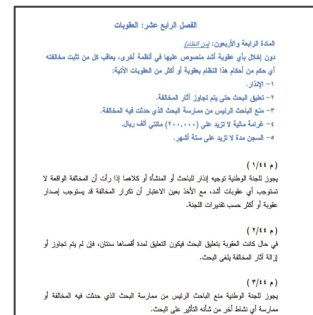 الفصل الرابع عشر: العقوبات
المادة الرابعة والأربعون: (من النظام)
دون إخلال بأي عقوبة أشد منصوص عليها في أنظمة أخرى، يعاقب كل من تثبت مخالفته
أي حكم من أحكام هذا النظام بعقوبة أو أكثر من العقوبات الآتية:
١- الإنذار.
٢- تعليق البحث حتى يتم تجاوز آثار المخالفة.
٣- منع الباحث الرئيس من ممارسة البحث الذي حدثت فيه المخالفة.
٤- غرامة مالية لا تزيد على (٢٠٠,٠٠٠) مائتي ألف ريال.
٥- السجن مدة لا تزيد على ستة أشهر.
(م ١/٤٤)
يجوز للجنة الوطنية توجيه إنذار للباحث أو المنشأة أو كلاهما إذا رأت أن المخالفة الواقعة لا
تستوجب أي عقوبات أشد، مع الأخذ بعين الاعتبار أن تكرار المخالفة قد يستوجب إصدار
عقوبة أو أكثر حسب تقديرات اللجنة.
(م ٢/٤٤)
في حال كانت العقوبة بتعليق البحث فيكون التعليق لمدة أقصاها سنتان، فإن لم يتم تجاوز أو
إزالة آثار المخالفة يلغى البحث.
(م ٣/٤٤)
يجوز للجنة الوطنية منع الباحث الرئيس من ممارسة البحث الذي حدثت فيه المخالفة أو
ممارسة أي نشاط آخر من شأنه التأثير على البحث.